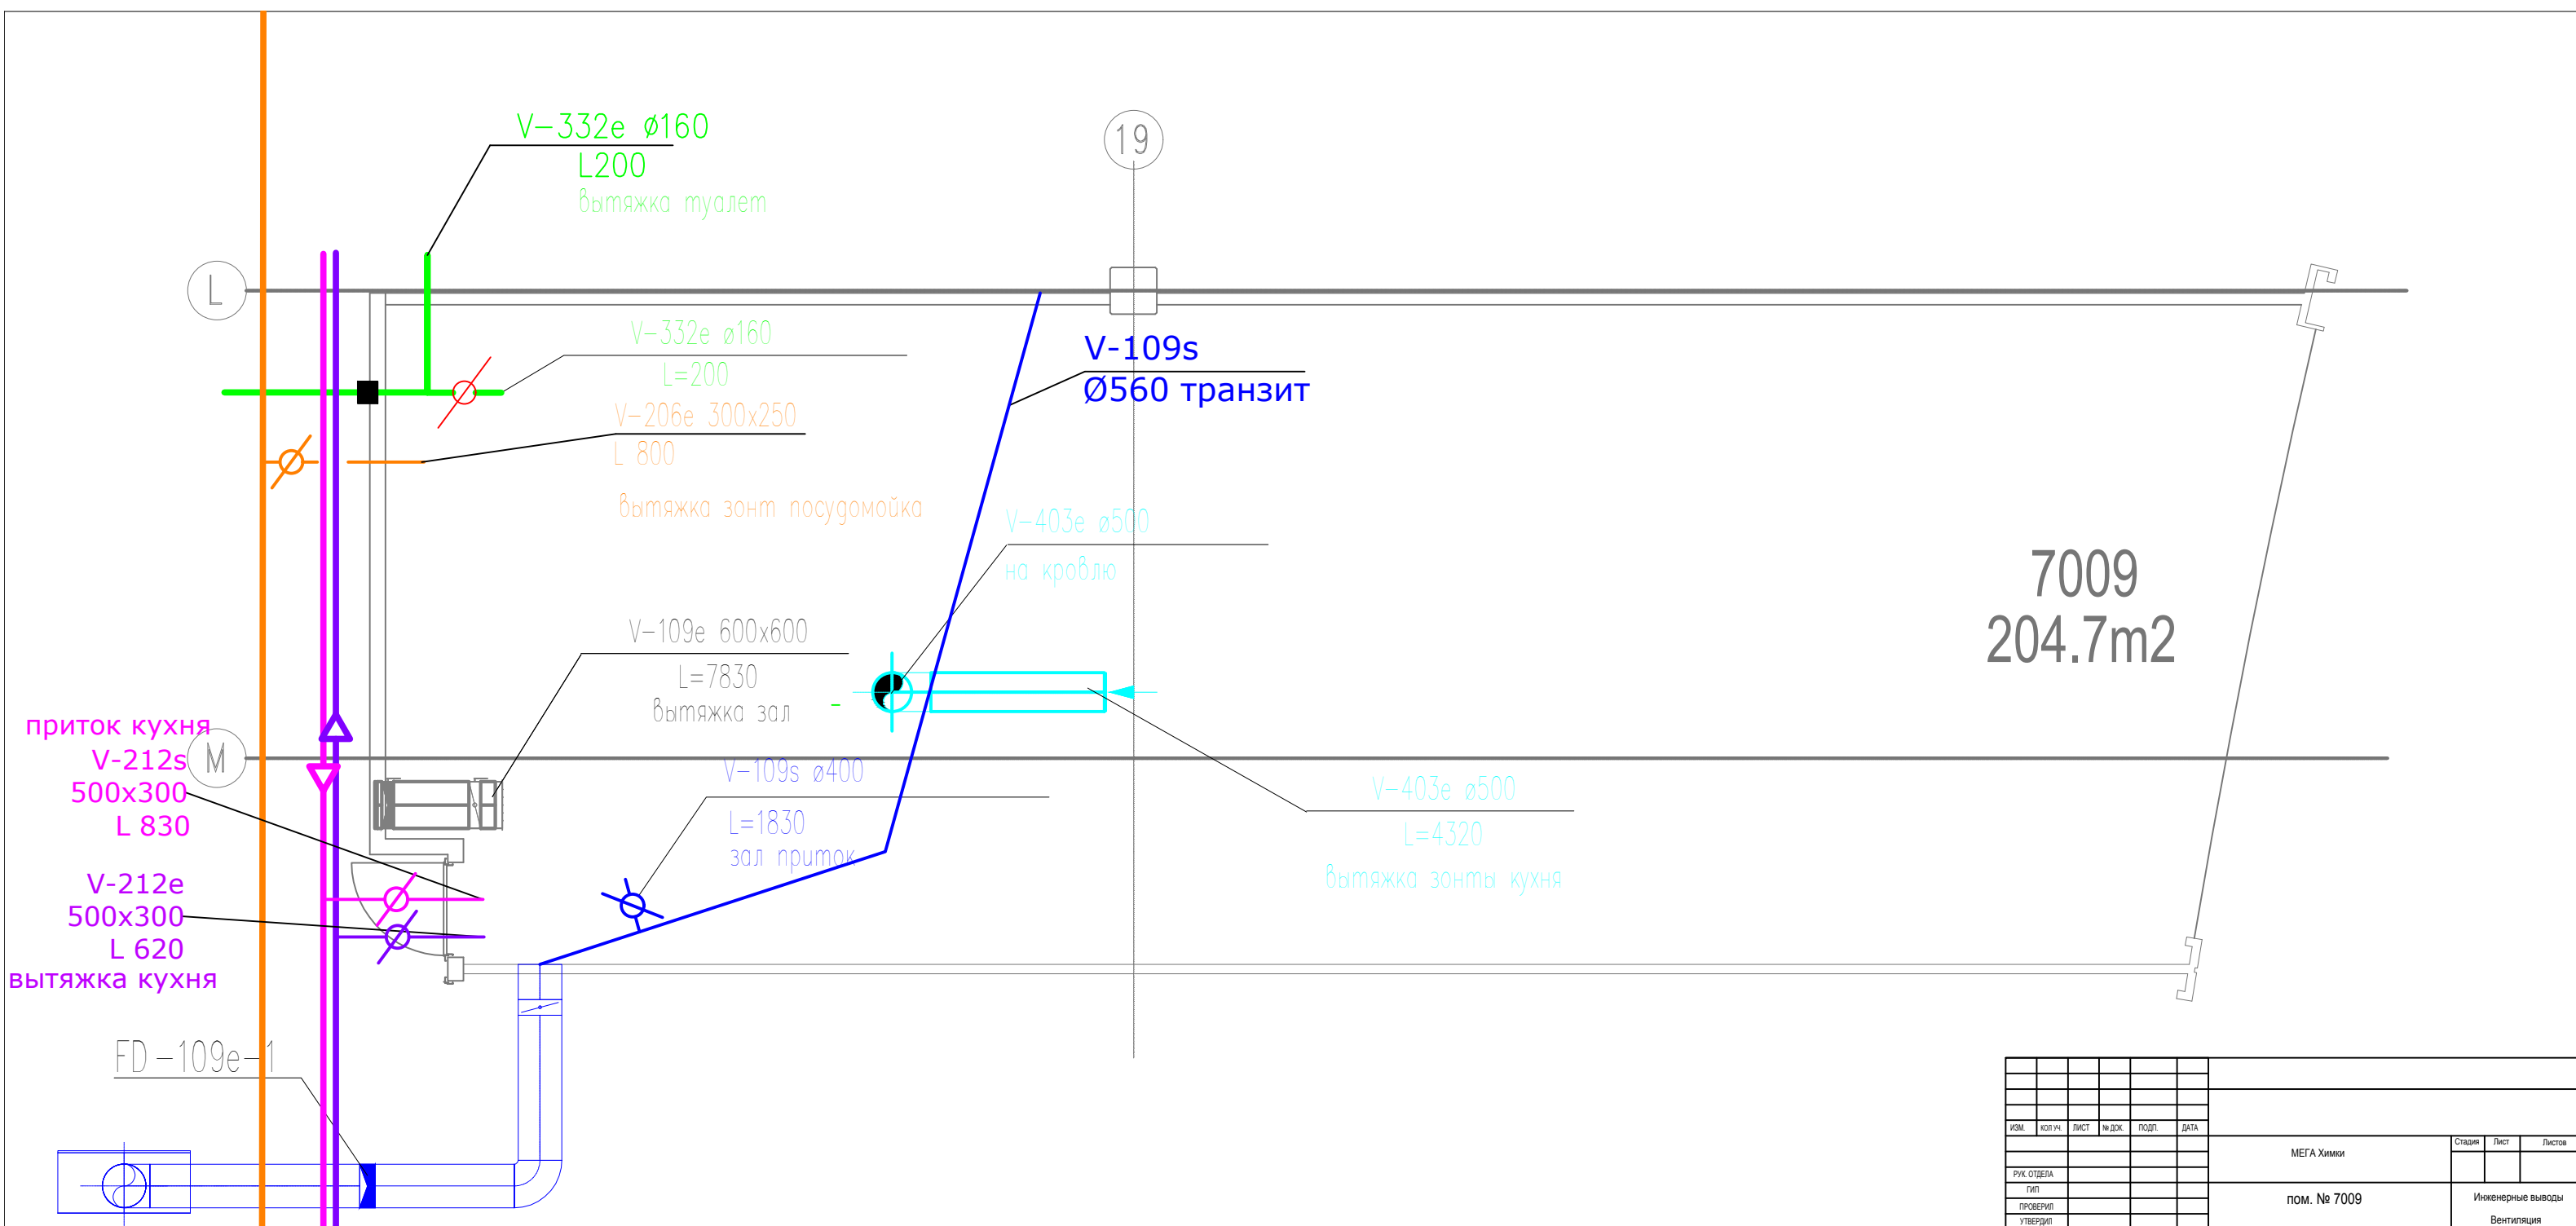 V-332e ø160
L200
вытяжка туалет
19
L
V-332e ø160
L=200
V-109s
Ø560 транзит
V-206e 300x250
L 800
вытяжка зонт посудомойка
V-403e ø500
на кровлю
7009
204.7m2
V-109e 600x600
L=7830
вытяжка зал
приток кухня
V-212s
500x300
L 830
M
V-109s ø400
L=1830
зал приток
V-403e ø500
L=4320
вытяжка зонты кухня
V-212e
500x300
L 620
вытяжка кухня
FD-109e-1
ИЗМ. КОЛ УЧ. ЛИСТ № ДОК. ПОДП. ДАТА
МЕГА Химки
Стадия Лист Листов
РУК. ОТДЕЛА
ГИП
ПРОВЕРИЛ
УТВЕРДИЛ
пом. № 7009
Инженерные выводы
Вентиляция